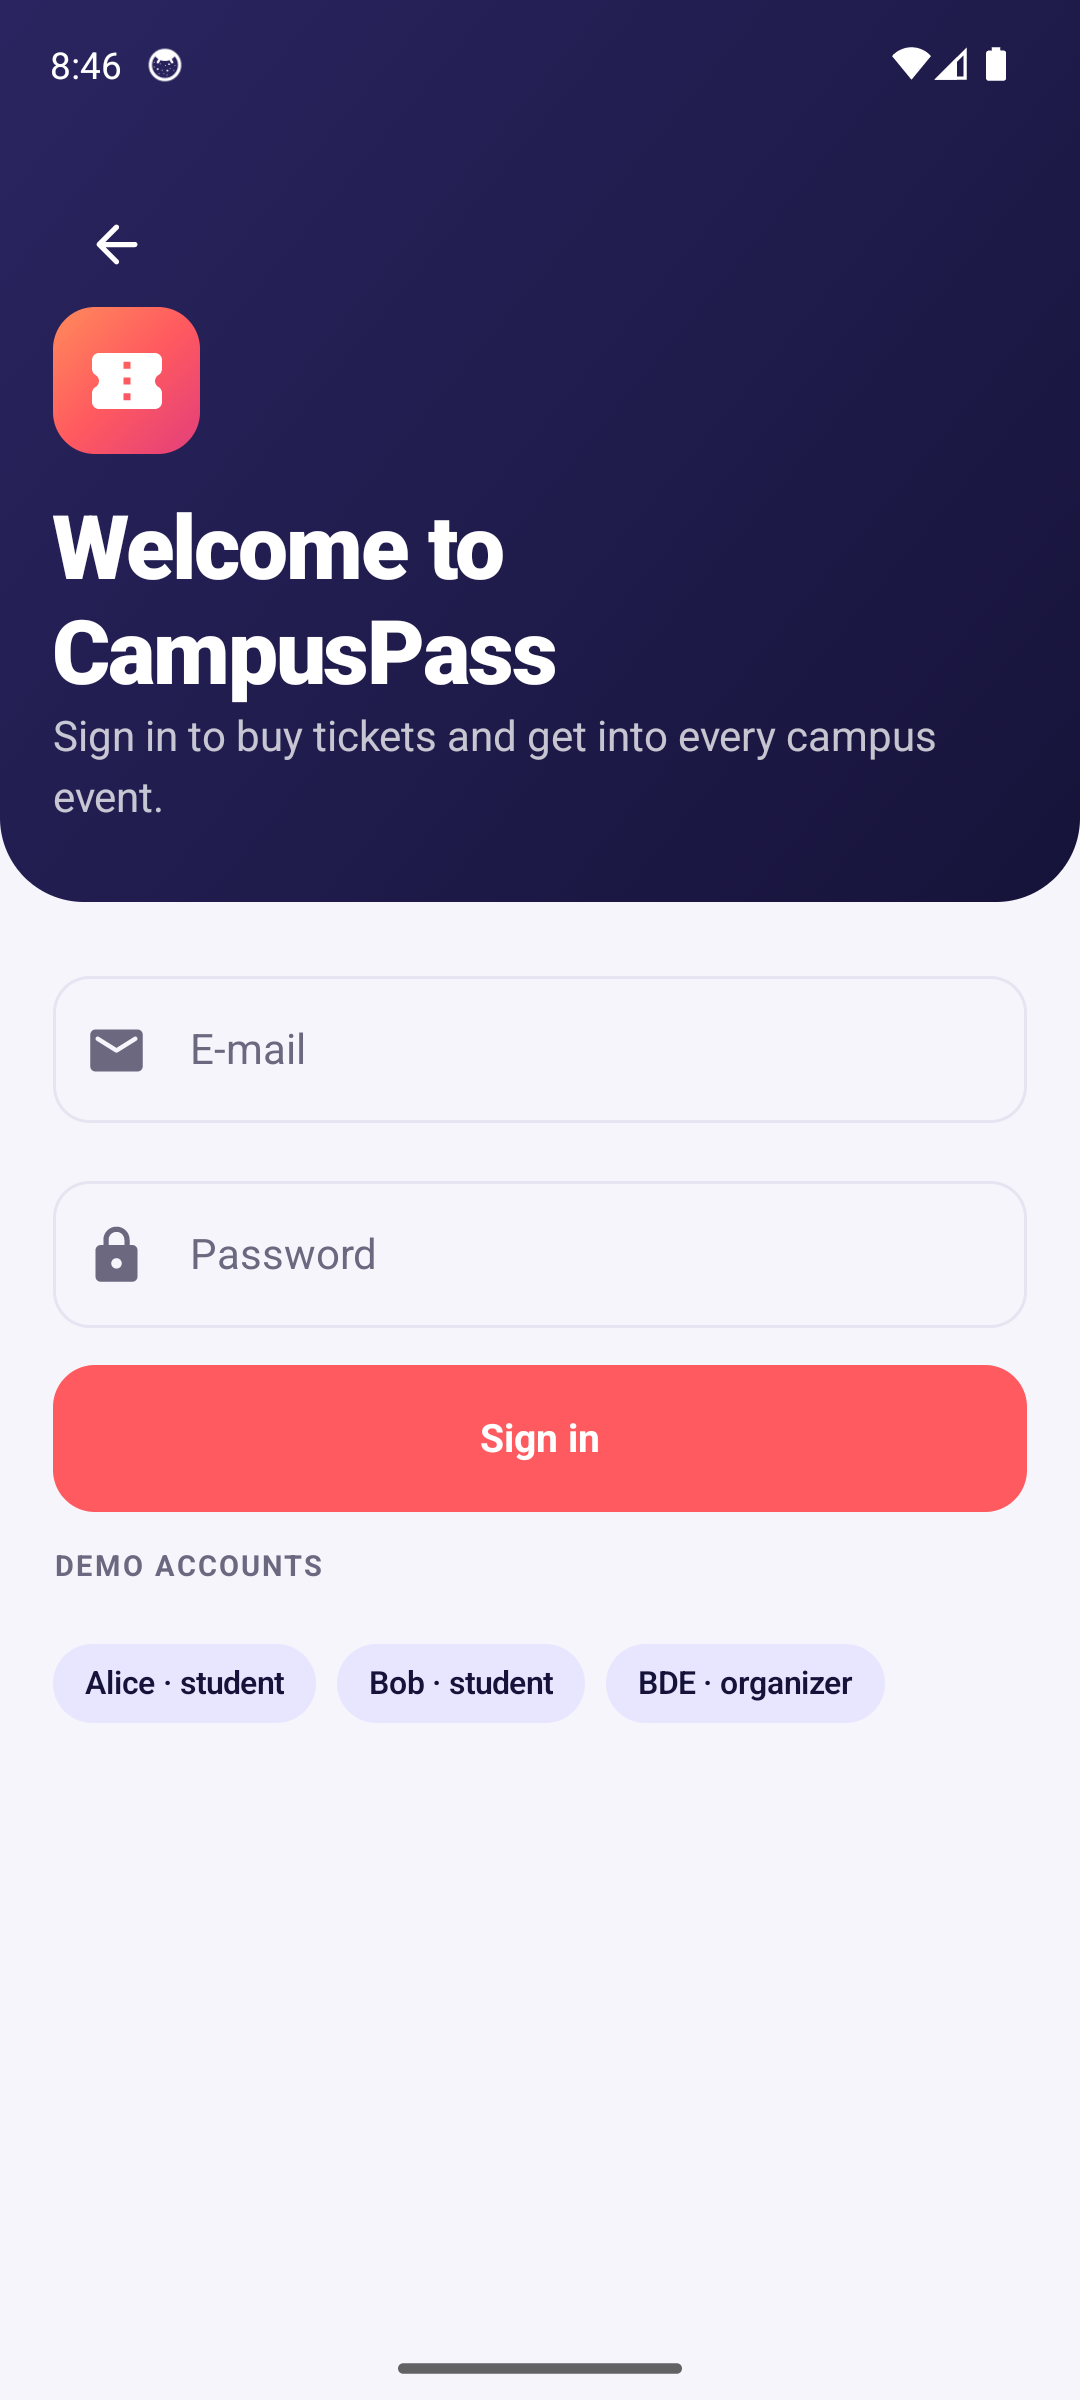 8:46
Welcome to
CampusPass
Sign in to buy tickets and get into every campus
event.
E-mail
Password
Sign in
DEMO ACCOUNTS
Alice · student
Bob · student
BDE · organizer